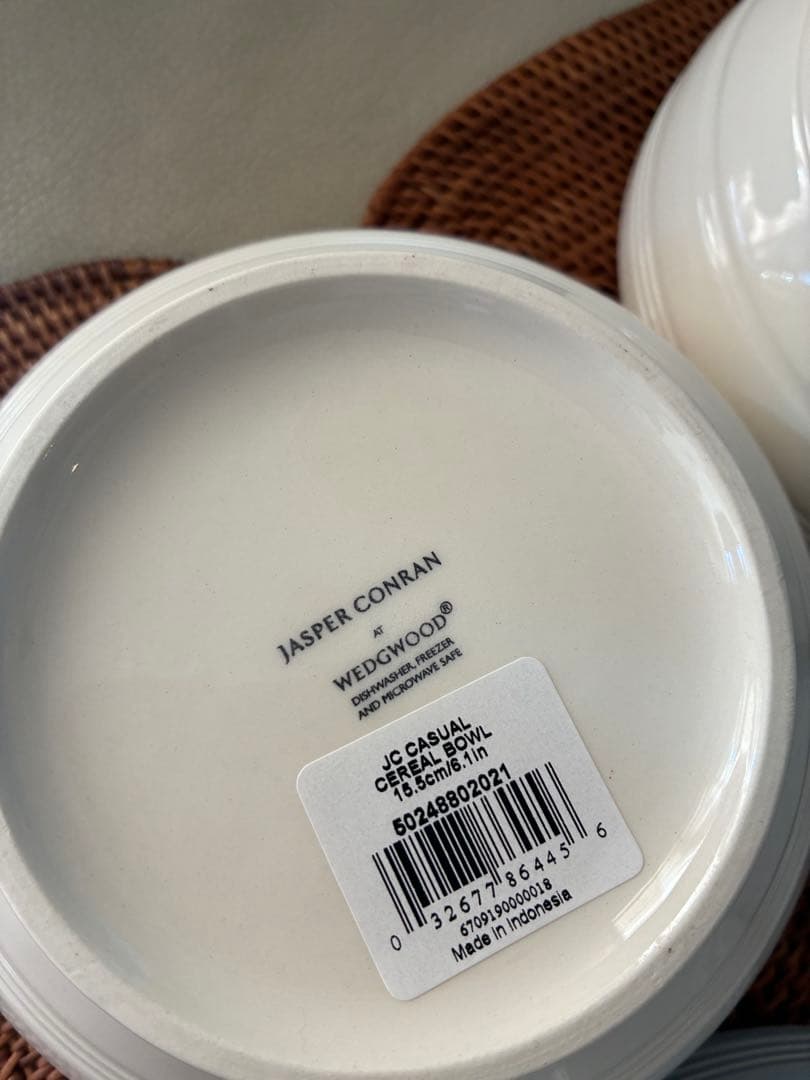 JASPER CONRAN
AT
WEDGWOOD®
DISHWASHER, FREEZER
AND MICROWAVE SAFE
JC CASUAL
CEREAL BOWL
15.5cm/6.1in
50248802021
0 32677 86445 6
6709190000018
Made in Indonesia